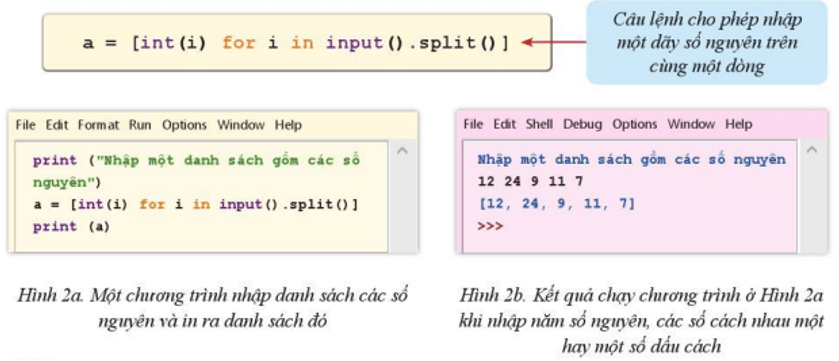 a = [int(i) for i in input().split()]
Câu lệnh cho phép nhập
một dãy số nguyên trên
cùng một dòng
File Edit Format Run Options Window Help
print ("Nhập một danh sách gồm các số
nguyên")
a = [int(i) for i in input().split()]
print (a)
File Edit Shell Debug Options Window Help
Nhập một danh sách gồm các số nguyên
12 24 9 11 7
[12, 24, 9, 11, 7]
>>>
Hình 2a. Một chương trình nhập danh sách các số
nguyên và in ra danh sách đó
Hình 2b. Kết quả chạy chương trình ở Hình 2a
khi nhập năm số nguyên, các số cách nhau một
hay một số dấu cách